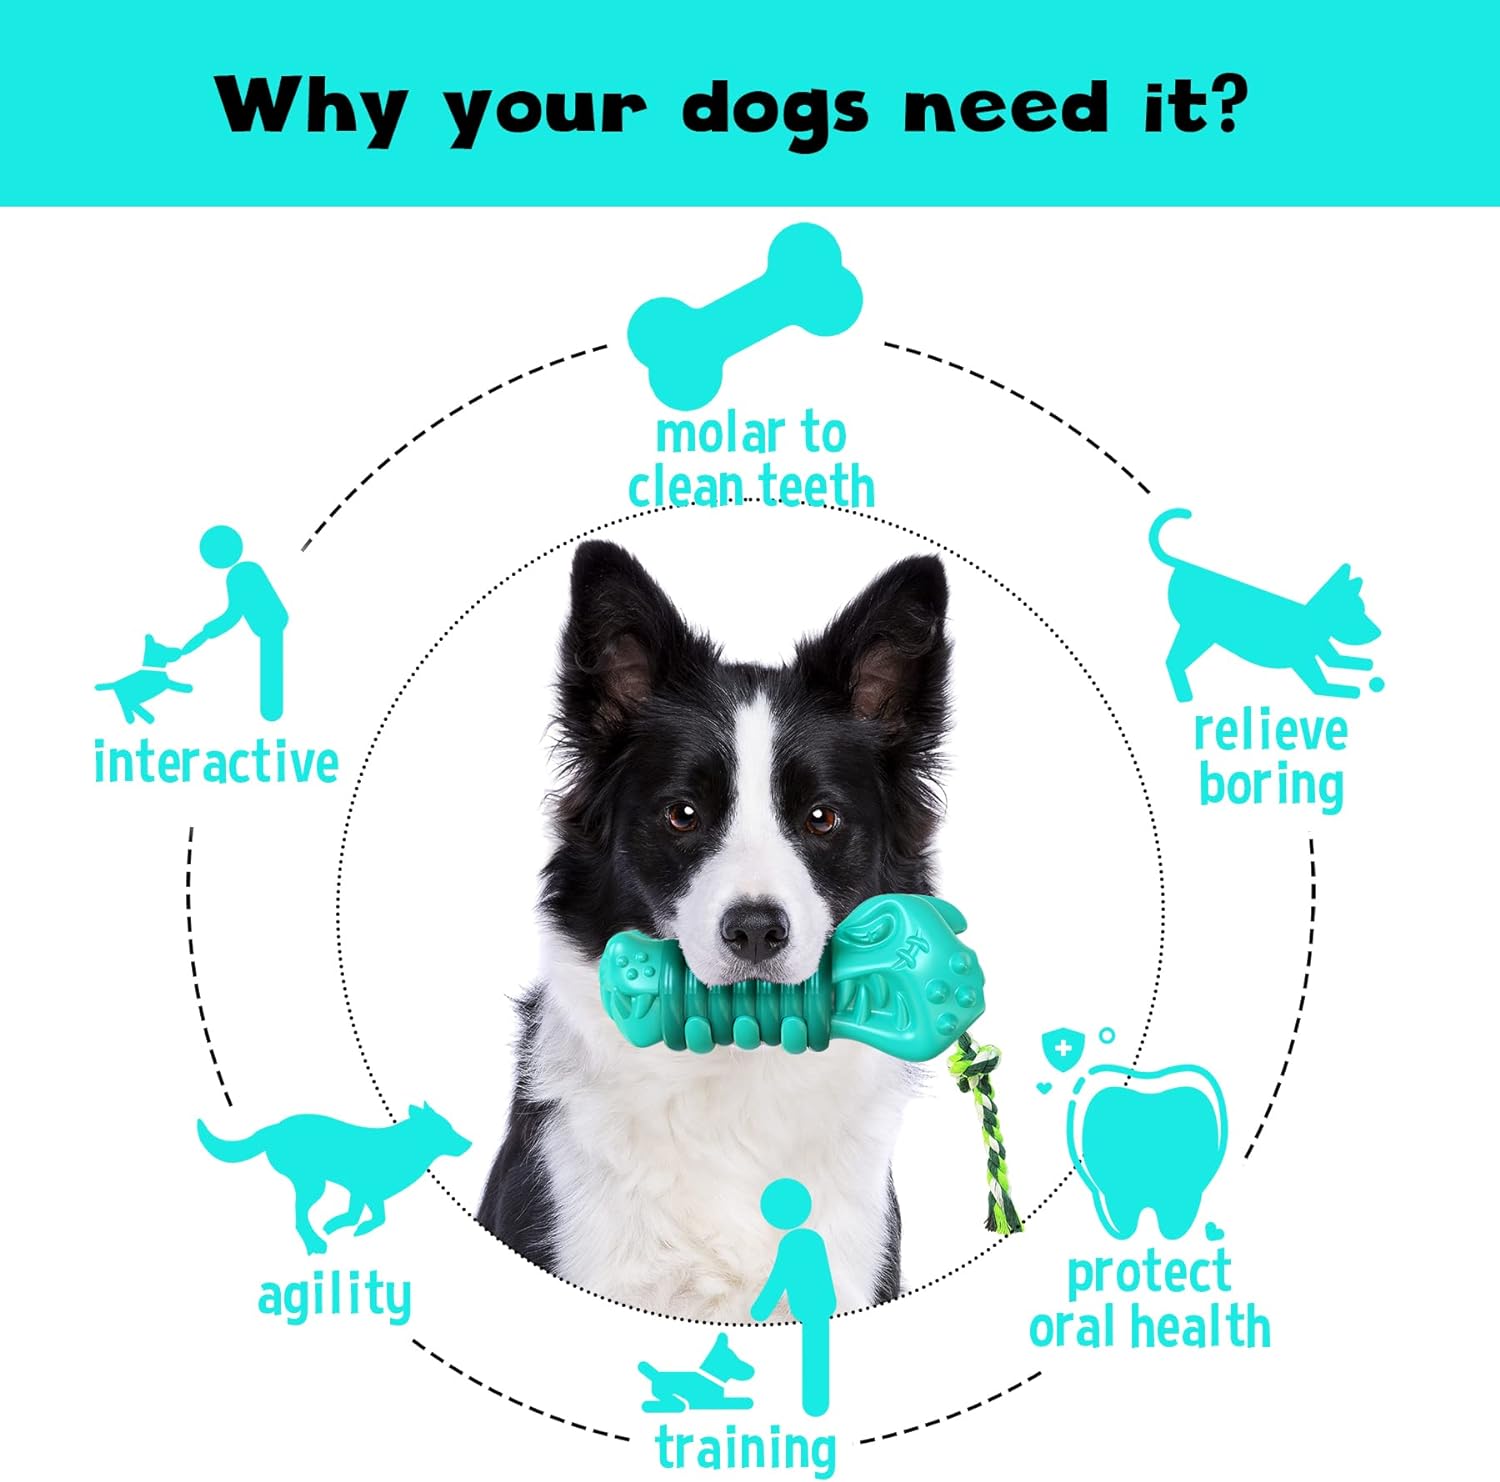 Why your dogs need it?
molar to
clean teeth
relieve
boring
interactive
protect
oral health
agility
training